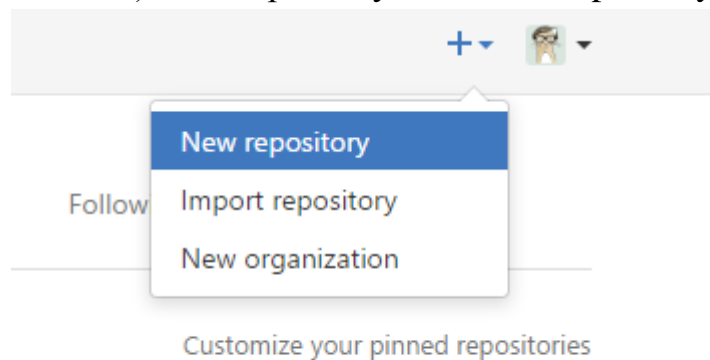 New repository
Follow
Import repository
New organization
Customize your pinned repositories